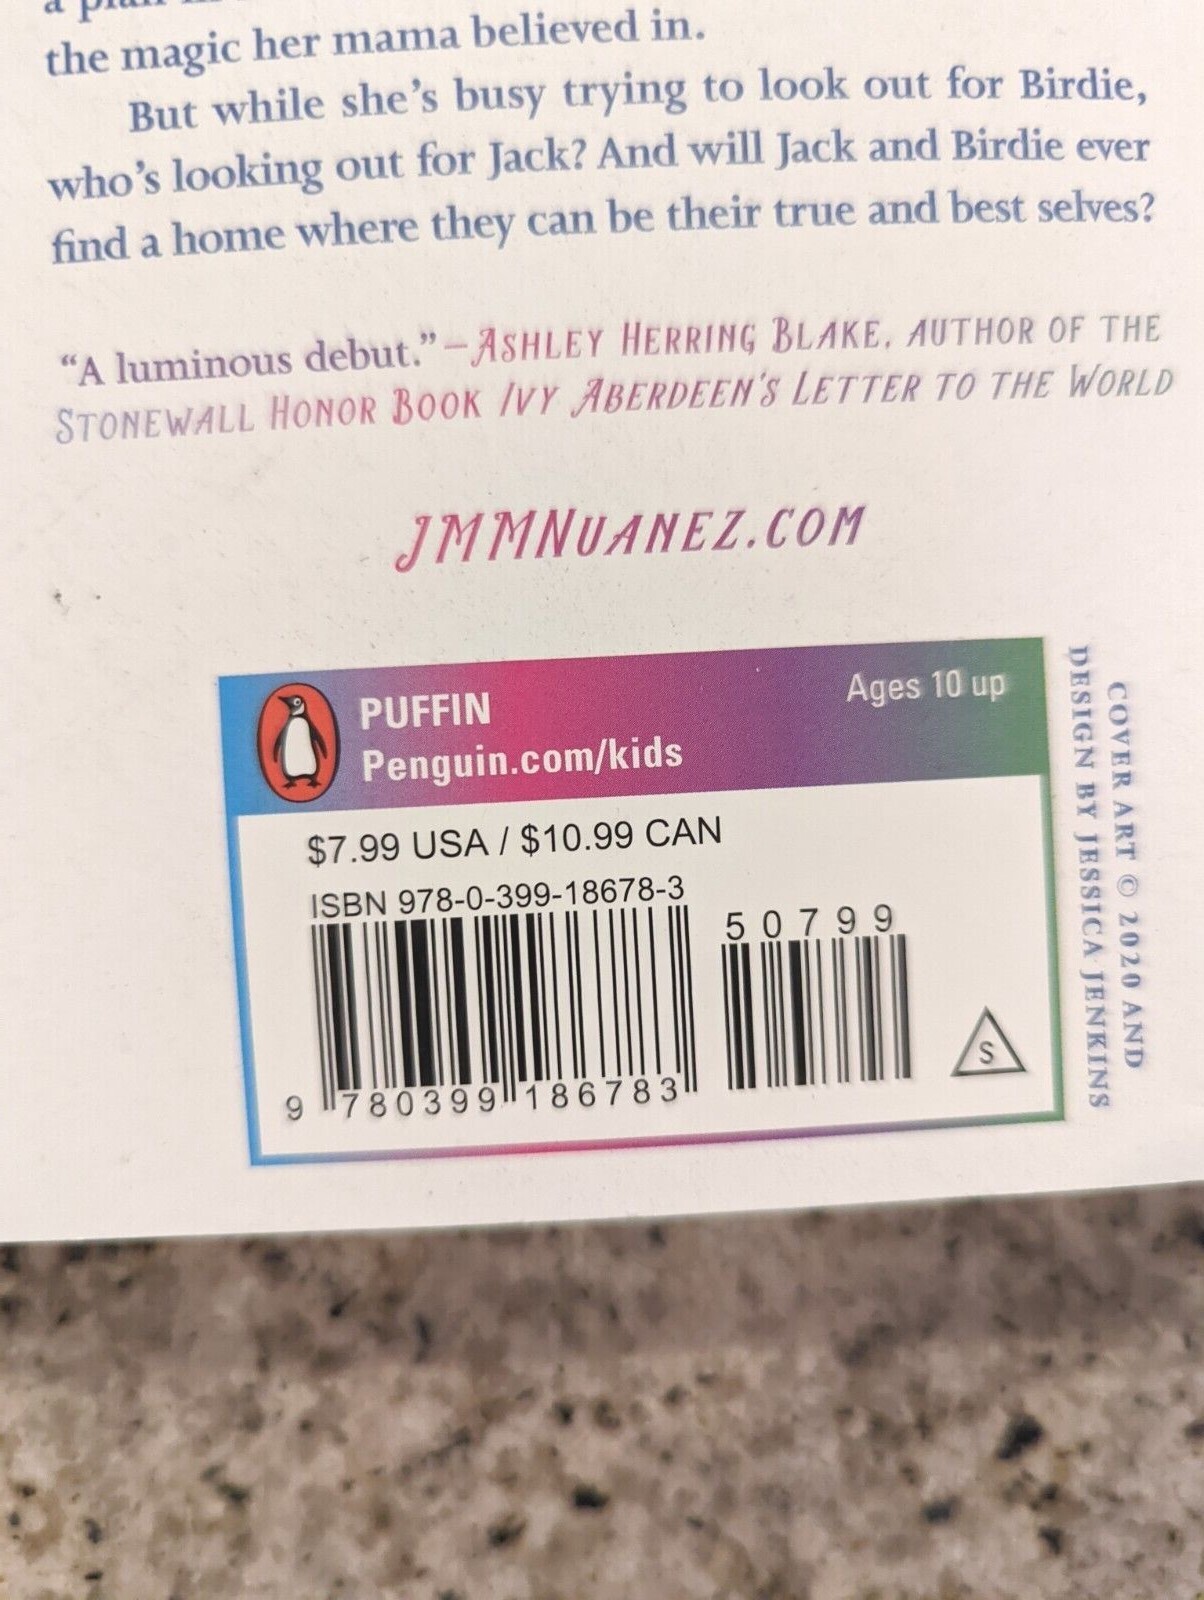 a plan
the magic her mama believed in.
But while she's busy trying to look out for Birdie,
who's looking out for Jack? And will Jack and Birdie ever
find a home where they can be their true and best selves?
"A luminous debut."—ASHLEY HERRING BLAKE, AUTHOR OF THE
STONEWALL HONOR BOOK IVY ABERDEEN'S LETTER TO THE WORLD
JMMNUANEZ.COM
PUFFIN
Penguin.com/kids
Ages 10 up
$7.99 USA / $10.99 CAN
ISBN 978-0-399-18678-3
50799
9 780399 186783
S
COVER ART © 2020 AND
DESIGN BY JESSICA JENKINS